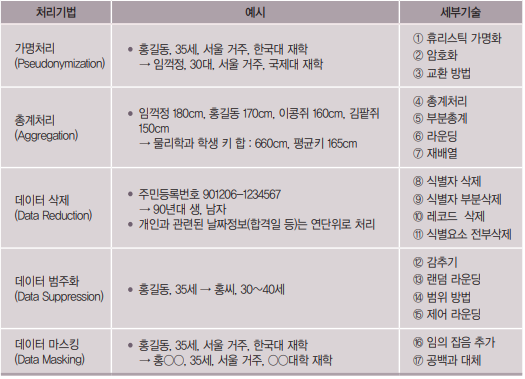 처리기법 예시 세부기술
가명처리
(Pseudonymization)
• 홍길동, 35세, 서울 거주, 한국대 재학
→ 임꺽정, 30대, 서울 거주, 국제대 재학
① 휴리스틱 가명화
② 암호화
③ 교환 방법
총계처리
(Aggregation)
• 임꺽정 180cm, 홍길동 170cm, 이콩쥐 160cm, 김팥쥐
150cm
→ 물리학과 학생 키 합 : 660cm, 평균키 165cm
④ 총계처리
⑤ 부분총계
⑥ 라운딩
⑦ 재배열
데이터 삭제
(Data Reduction)
• 주민등록번호 901206-1234567
→ 90년대 생, 남자
• 개인과 관련된 날짜정보(합격일 등)는 연단위로 처리
⑧ 식별자 삭제
⑨ 식별자 부분삭제
⑩ 레코드 삭제
⑪ 식별요소 전부삭제
데이터 범주화
(Data Suppression)
• 홍길동, 35세 → 홍씨, 30~40세
⑫ 감추기
⑬ 랜덤 라운딩
⑭ 범위 방법
⑮ 제어 라운딩
데이터 마스킹
(Data Masking)
• 홍길동, 35세, 서울 거주, 한국대 재학
→ 홍○○, 35세, 서울 거주, ○○대학 재학
⑯ 임의 잡음 추가
⑰ 공백과 대체